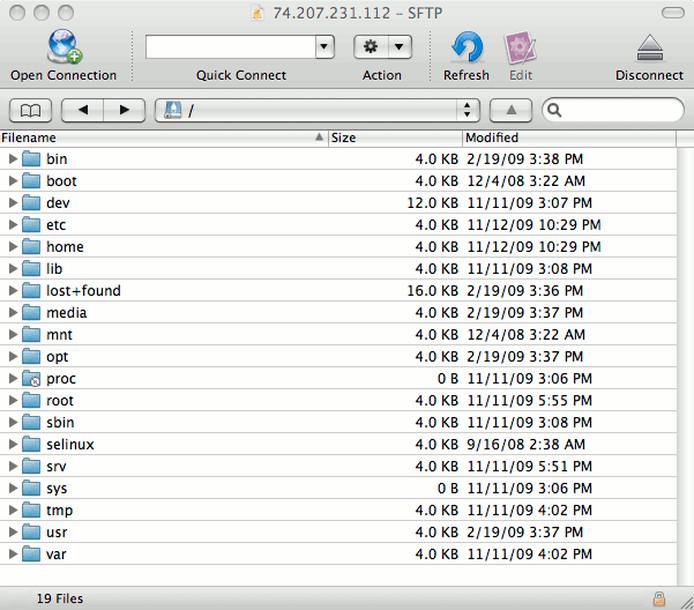 74.207.231.112 – SFTP
Open Connection Quick Connect Action Refresh Edit Disconnect
/
Filename Size Modified
bin 4.0 KB 2/19/09 3:38 PM
boot 4.0 KB 12/4/08 3:22 AM
dev 12.0 KB 11/11/09 3:07 PM
etc 4.0 KB 11/12/09 10:29 PM
home 4.0 KB 11/12/09 10:29 PM
lib 4.0 KB 11/11/09 3:08 PM
lost+found 16.0 KB 2/19/09 3:36 PM
media 4.0 KB 2/19/09 3:37 PM
mnt 4.0 KB 12/4/08 3:22 AM
opt 4.0 KB 2/19/09 3:37 PM
proc 0 B 11/11/09 3:06 PM
root 4.0 KB 11/11/09 5:55 PM
sbin 4.0 KB 11/11/09 3:08 PM
selinux 4.0 KB 9/16/08 2:38 AM
srv 4.0 KB 11/11/09 5:51 PM
sys 0 B 11/11/09 3:06 PM
tmp 4.0 KB 11/11/09 4:02 PM
usr 4.0 KB 2/19/09 3:37 PM
var 4.0 KB 11/11/09 4:02 PM
19 Files